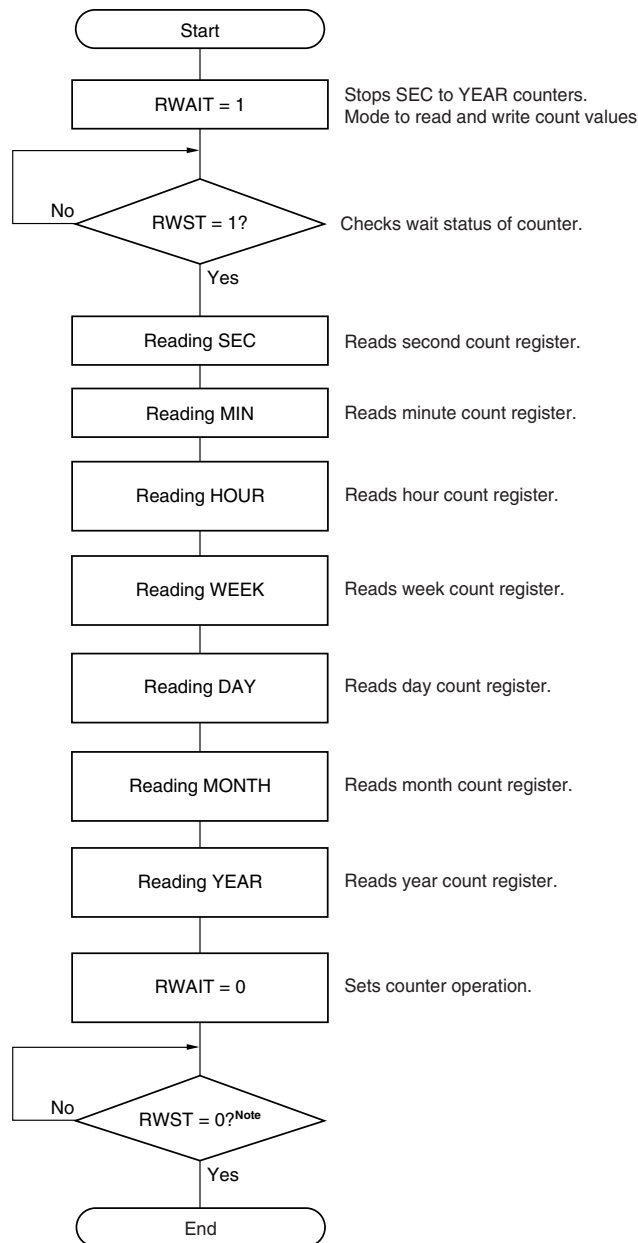 Start
RWAIT = 1
Stops SEC to YEAR counters.
Mode to read and write count values
No
RWST = 1?
Checks wait status of counter.
Yes
Reading SEC
Reads second count register.
Reading MIN
Reads minute count register.
Reading HOUR
Reads hour count register.
Reading WEEK
Reads week count register.
Reading DAY
Reads day count register.
Reading MONTH
Reads month count register.
Reading YEAR
Reads year count register.
RWAIT = 0
Sets counter operation.
No
RWST = 0?Note
Yes
End